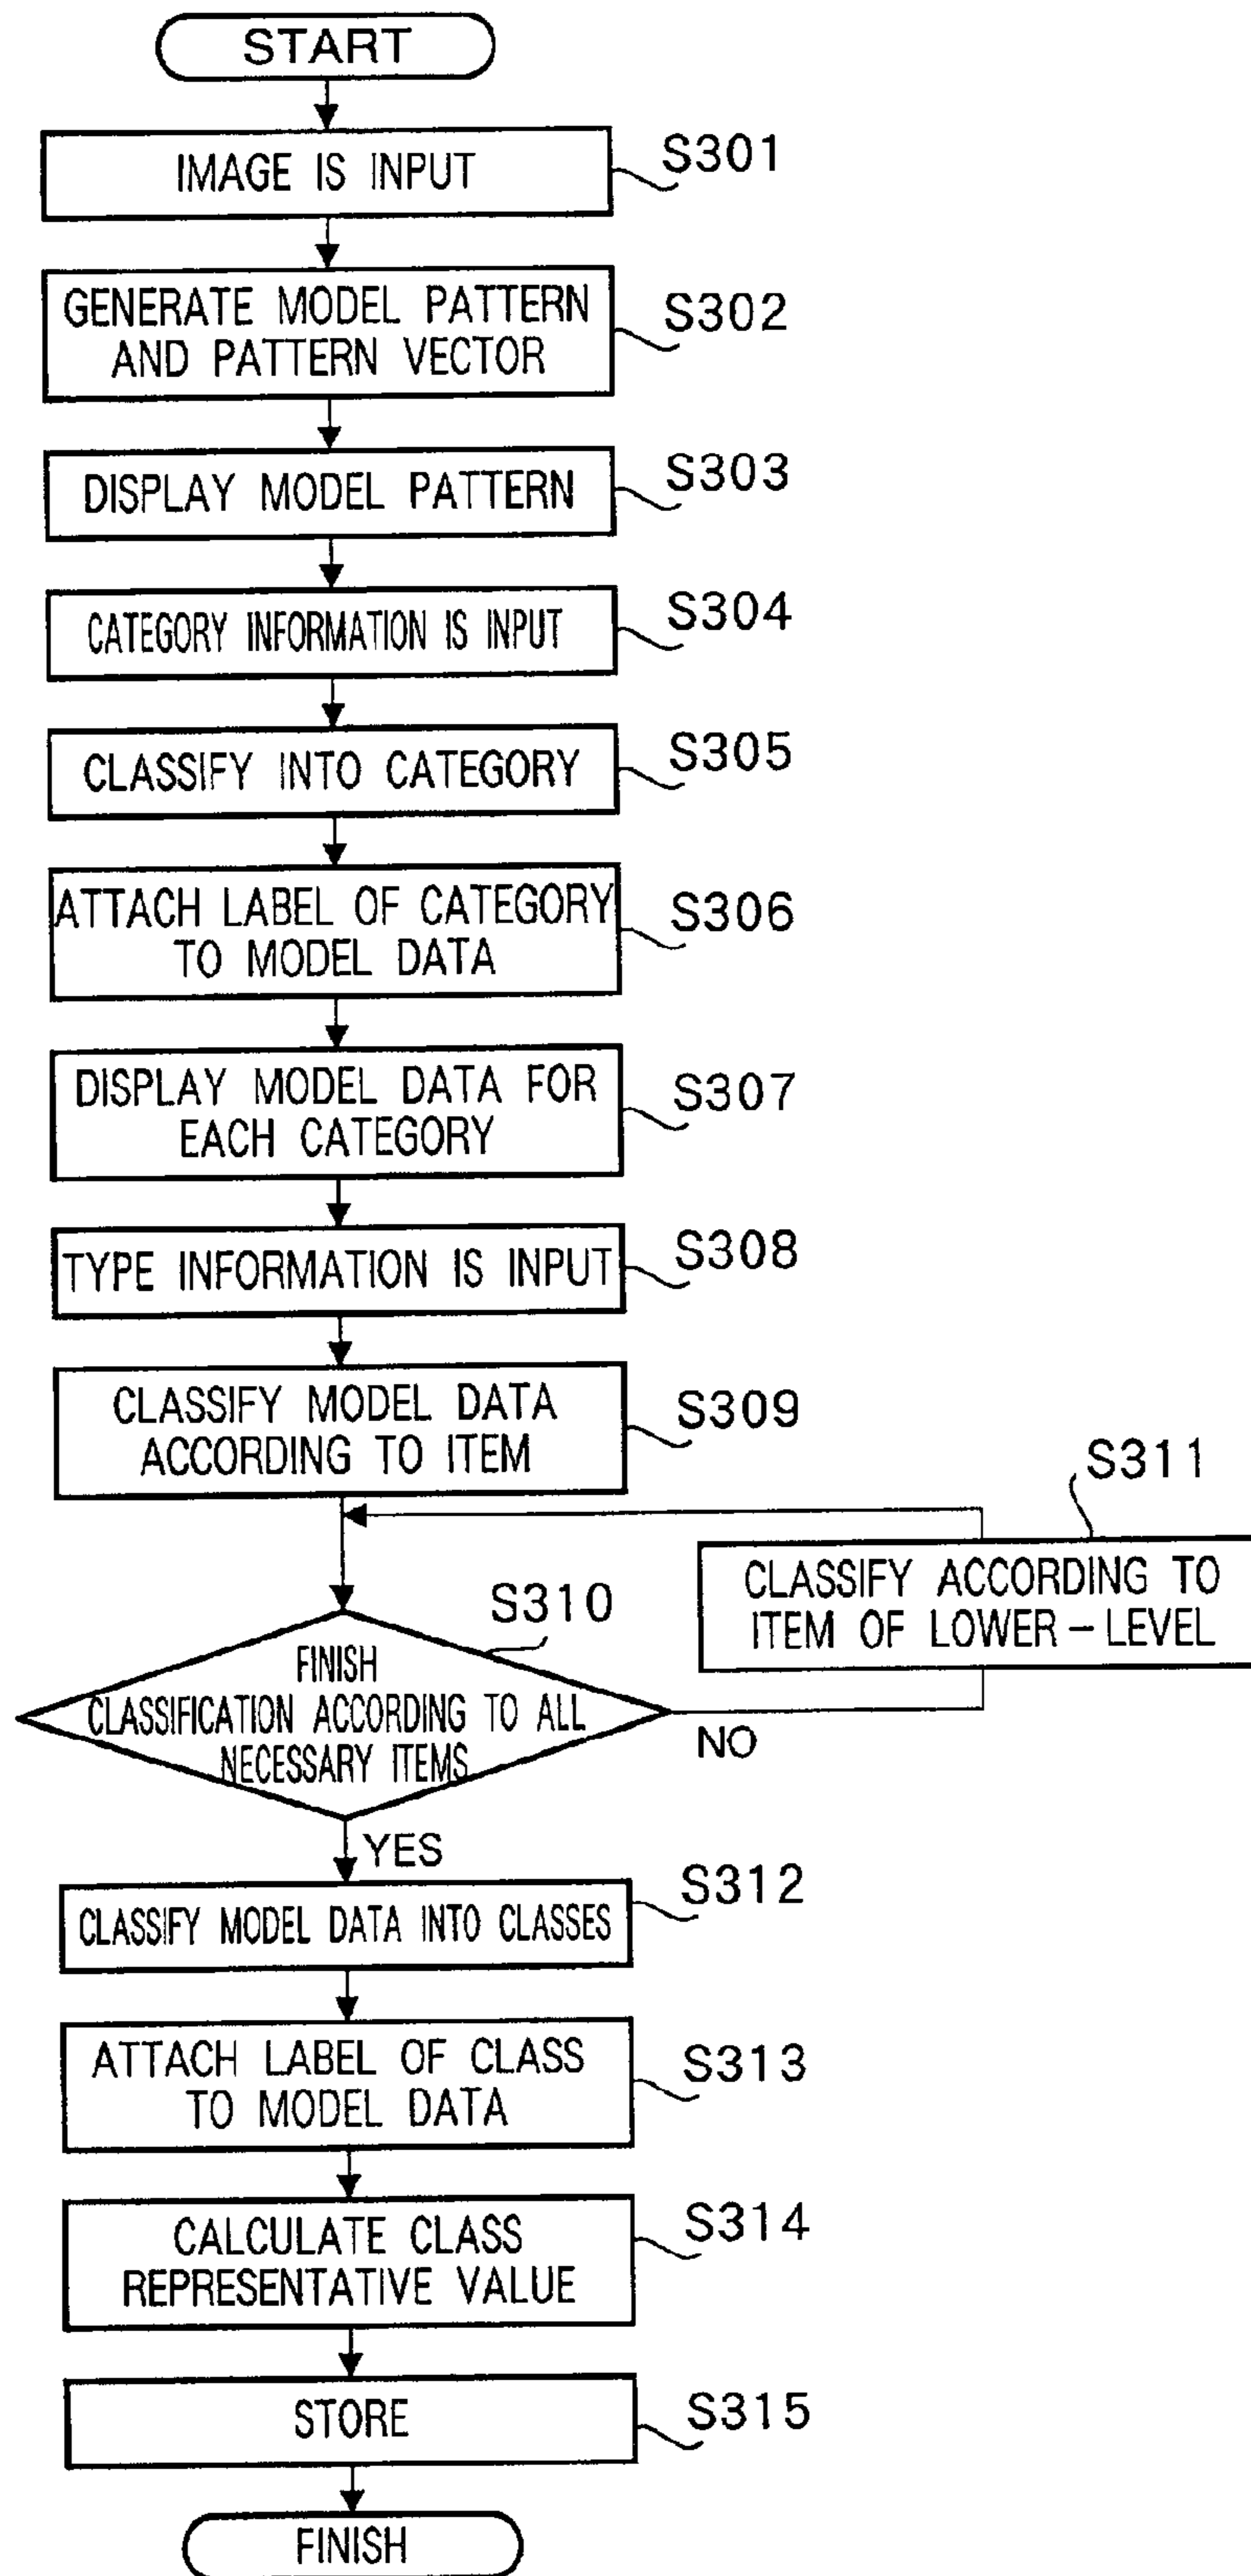 START
IMAGE IS INPUT
S301
GENERATE MODEL PATTERN
AND PATTERN VECTOR
S302
DISPLAY MODEL PATTERN
S303
CATEGORY INFORMATION IS INPUT
S304
CLASSIFY INTO CATEGORY
S305
ATTACH LABEL OF CATEGORY
TO MODEL DATA
S306
DISPLAY MODEL DATA FOR
EACH CATEGORY
S307
TYPE INFORMATION IS INPUT
S308
CLASSIFY MODEL DATA
ACCORDING TO ITEM
S309
S311
CLASSIFY ACCORDING TO
ITEM OF LOWER-LEVEL
S310
FINISH
CLASSIFICATION ACCORDING TO ALL
NECESSARY ITEMS
NO
YES
CLASSIFY MODEL DATA INTO CLASSES
S312
ATTACH LABEL OF CLASS
TO MODEL DATA
S313
CALCULATE CLASS
REPRESENTATIVE VALUE
S314
STORE
S315
FINISH